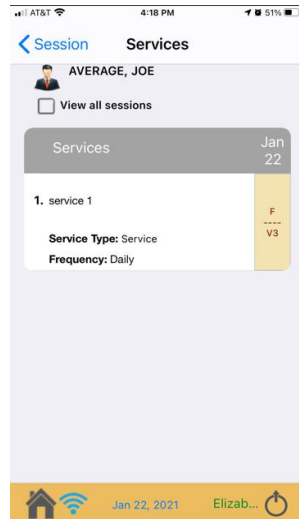 AT&T 4:18 PM 51%
Session Services
AVERAGE, JOE
View all sessions
Services Jan
22
1. service 1
F
----
V3
Service Type: Service
Frequency: Daily
Jan 22, 2021 Elizab...